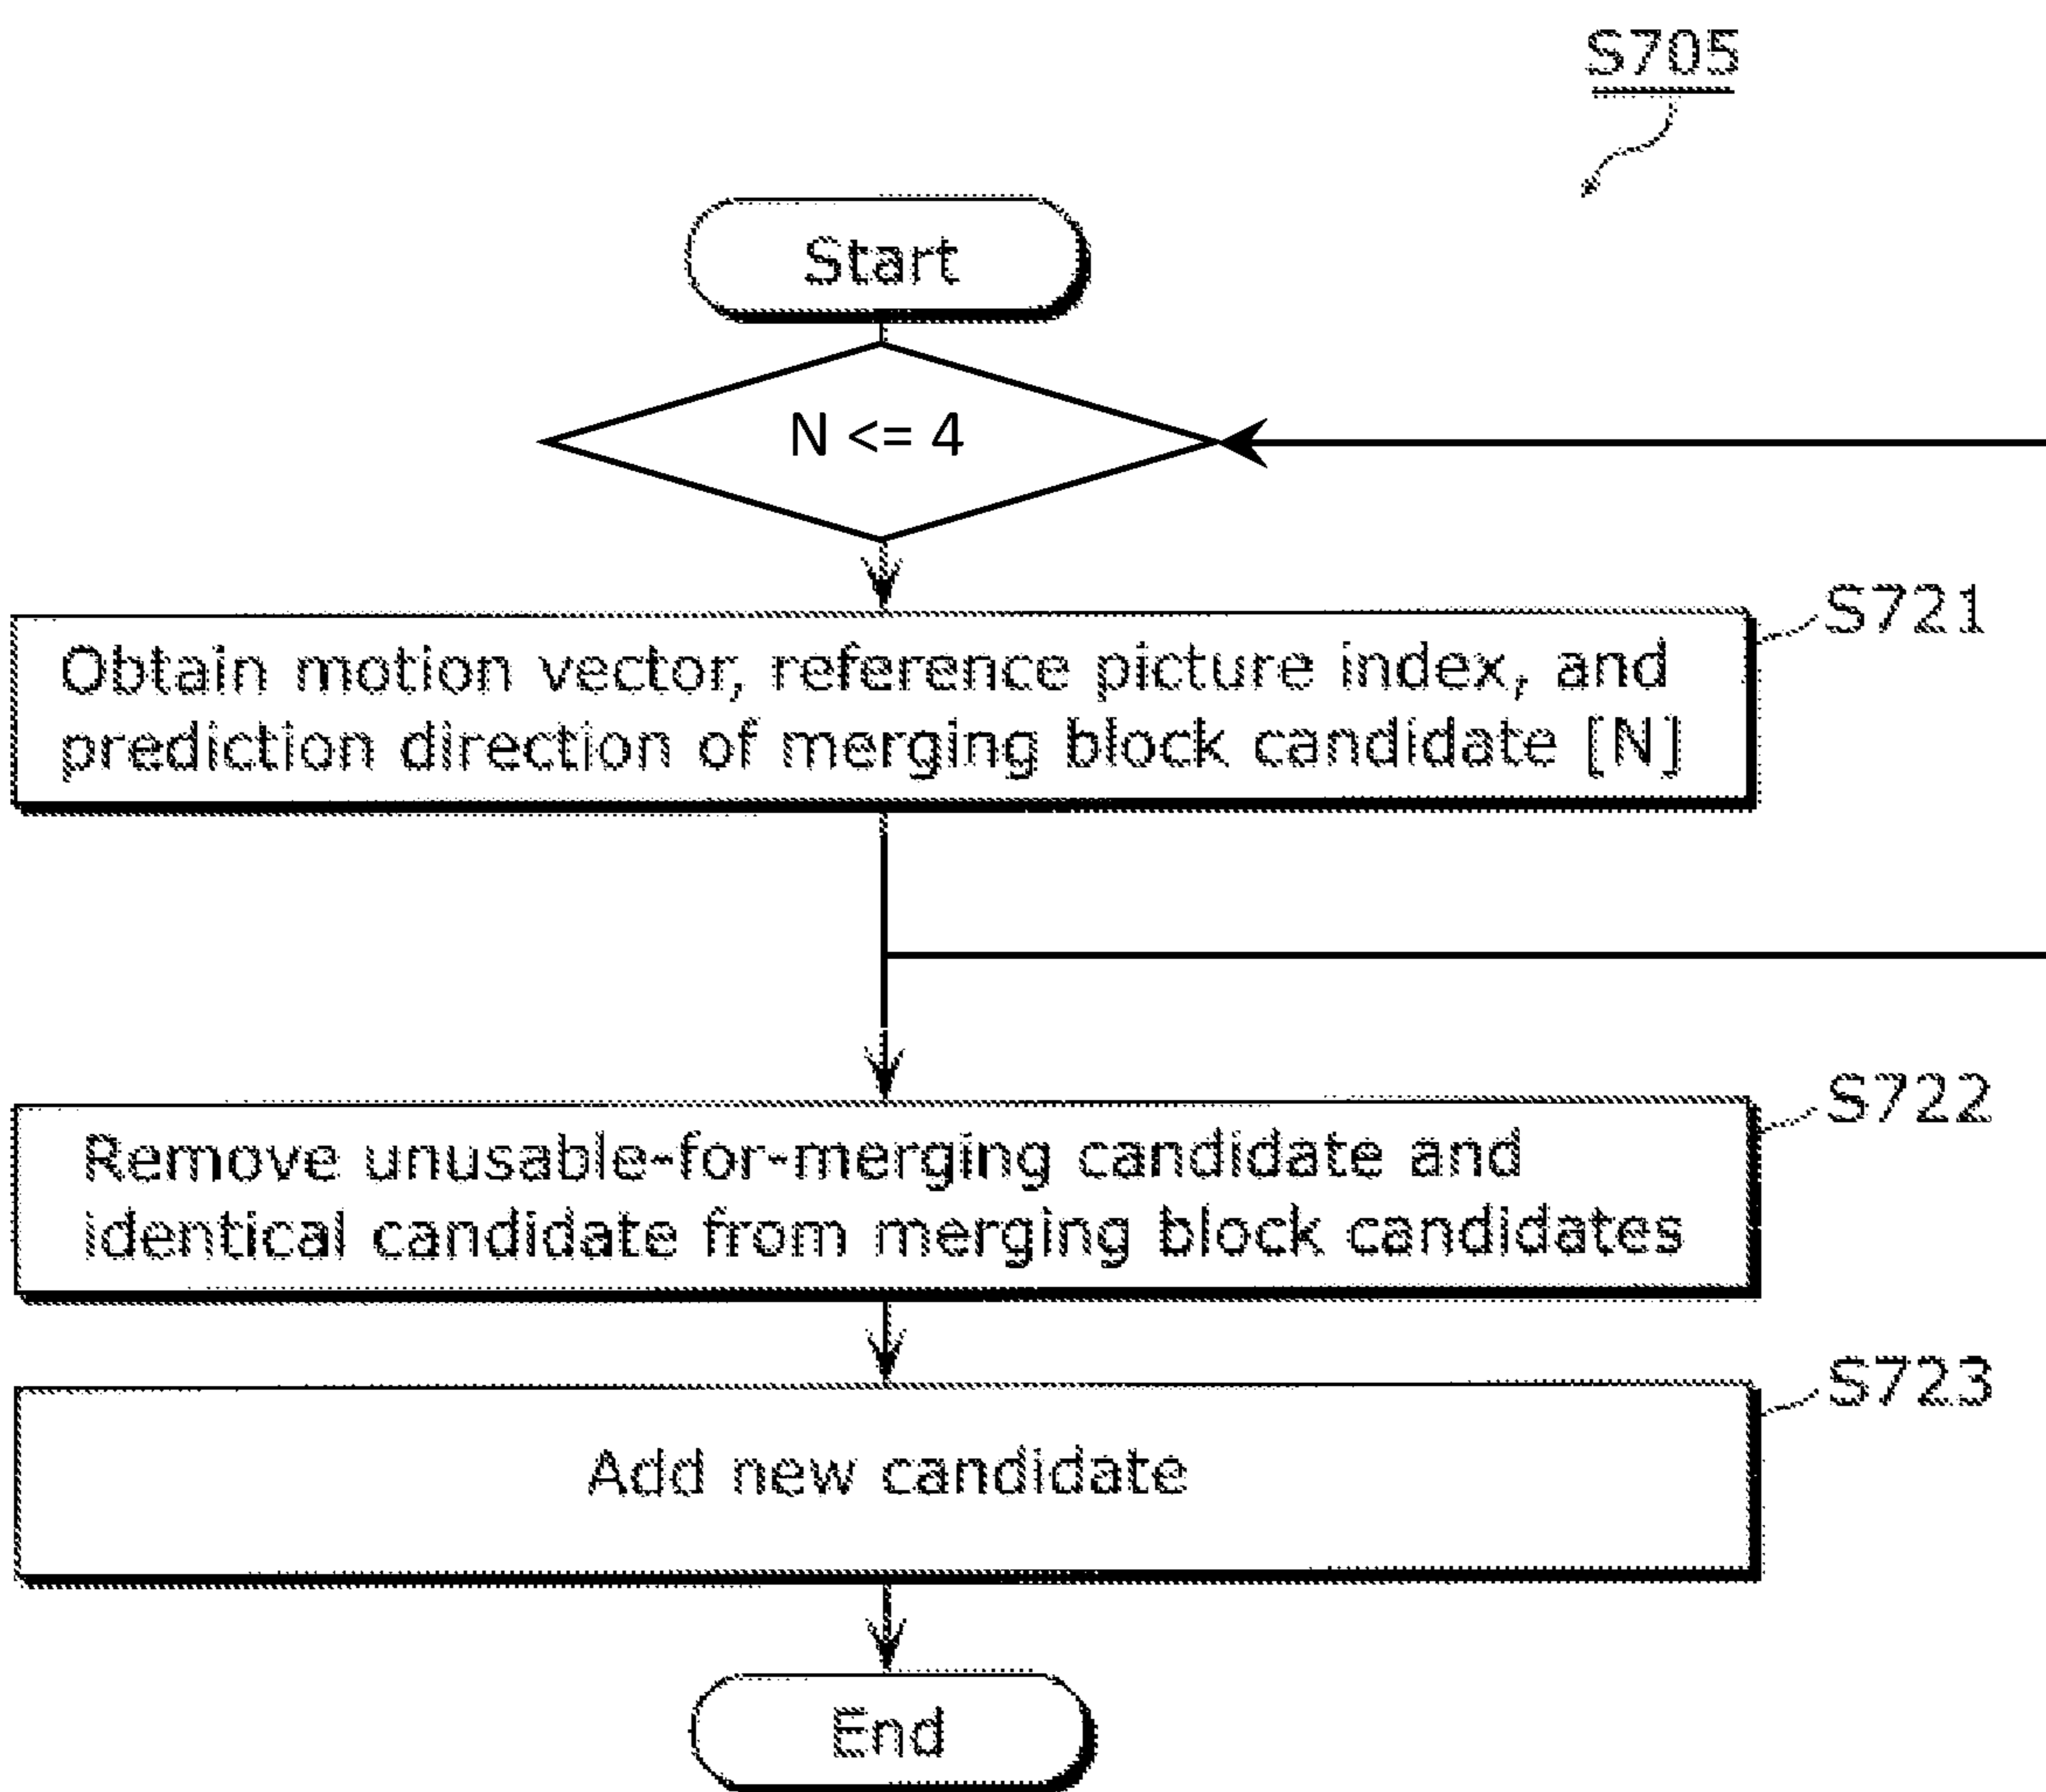 S705
Start
N <= 4
S721
Obtain motion vector, reference picture index, and
prediction direction of merging block candidate [N]
S722
Remove unusable-for-merging candidate and
identical candidate from merging block candidates
S723
Add new candidate
End